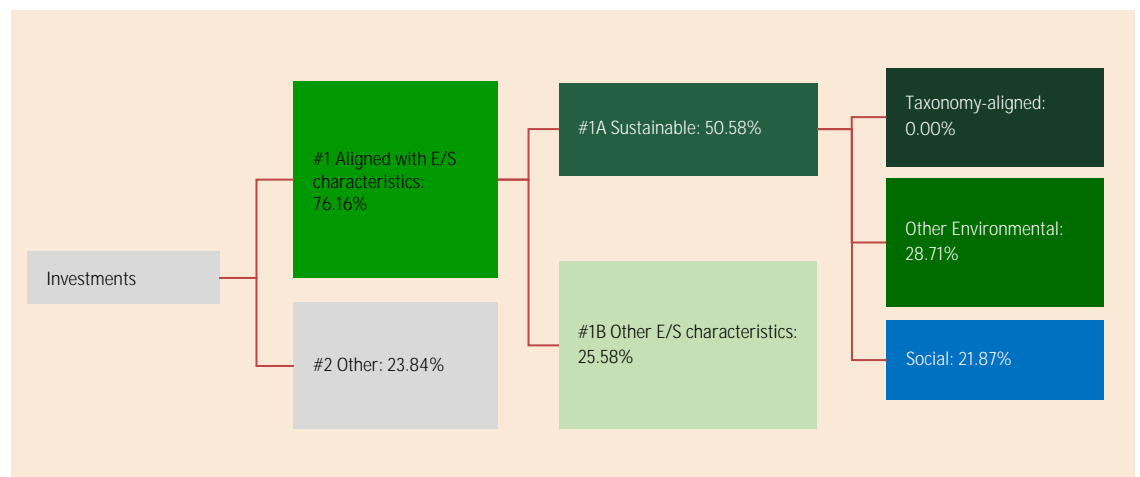 Investments
#1 Aligned with E/S
characteristics:
76.16%
#2 Other: 23.84%
#1A Sustainable: 50.58%
#1B Other E/S characteristics:
25.58%
Taxonomy-aligned:
0.00%
Other Environmental:
28.71%
Social: 21.87%